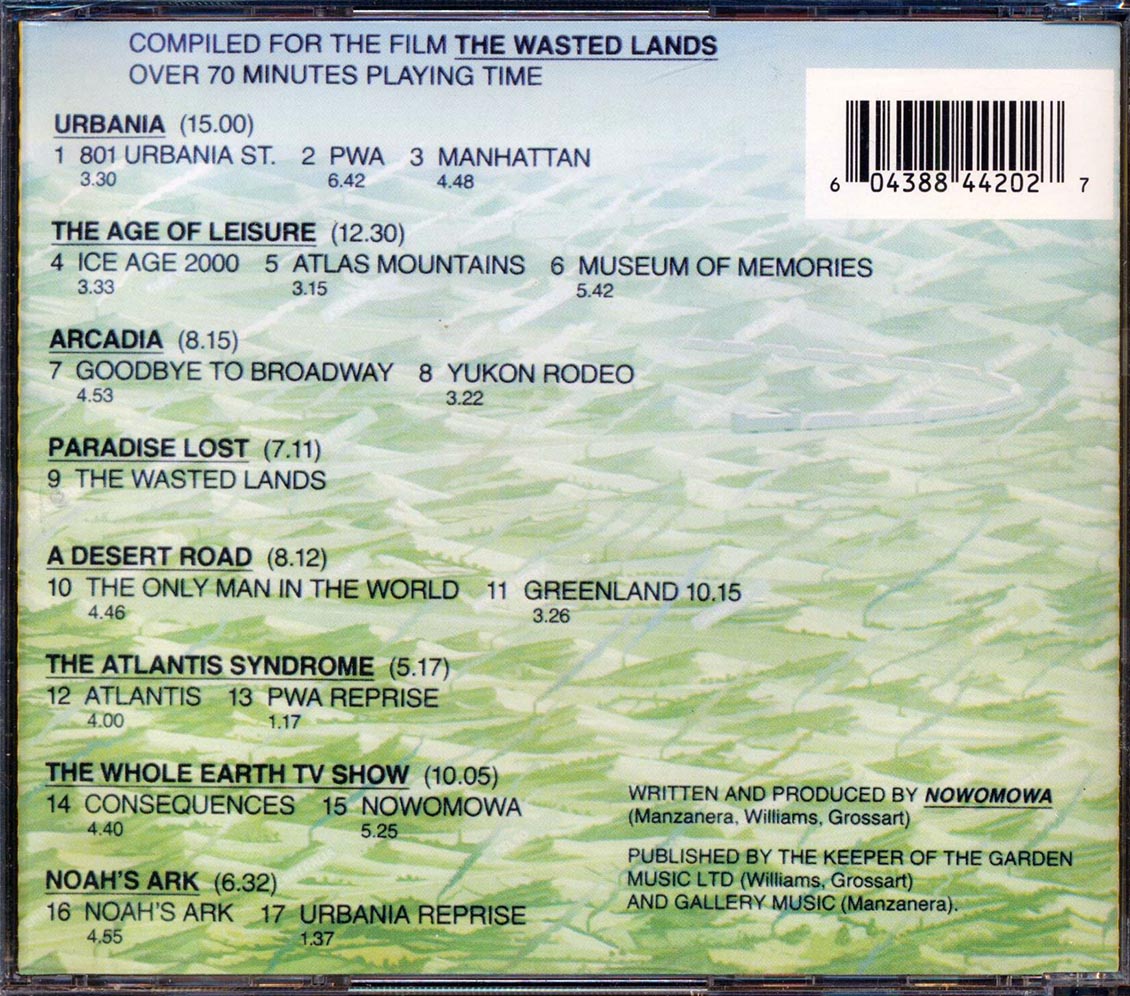 COMPILED FOR THE FILM THE WASTED LANDS
OVER 70 MINUTES PLAYING TIME
6 04388 44202 7
URBANIA (15.00)
1 801 URBANIA ST. 2 PWA 3 MANHATTAN
3.30 6.42 4.48
THE AGE OF LEISURE (12.30)
4 ICE AGE 2000 5 ATLAS MOUNTAINS 6 MUSEUM OF MEMORIES
3.33 3.15 5.42
ARCADIA (8.15)
7 GOODBYE TO BROADWAY 8 YUKON RODEO
4.53 3.22
PARADISE LOST (7.11)
9 THE WASTED LANDS
A DESERT ROAD (8.12)
10 THE ONLY MAN IN THE WORLD 11 GREENLAND 10.15
4.46 3.26
THE ATLANTIS SYNDROME (5.17)
12 ATLANTIS 13 PWA REPRISE
4.00 1.17
THE WHOLE EARTH TV SHOW (10.05)
14 CONSEQUENCES 15 NOWOMOWA
4.40 5.25
NOAH'S ARK (6.32)
16 NOAH'S ARK 17 URBANIA REPRISE
4.55 1.37
WRITTEN AND PRODUCED BY NOWOMOWA
(Manzanera, Williams, Grossart)
PUBLISHED BY THE KEEPER OF THE GARDEN
MUSIC LTD (Williams, Grossart)
AND GALLERY MUSIC (Manzanera).